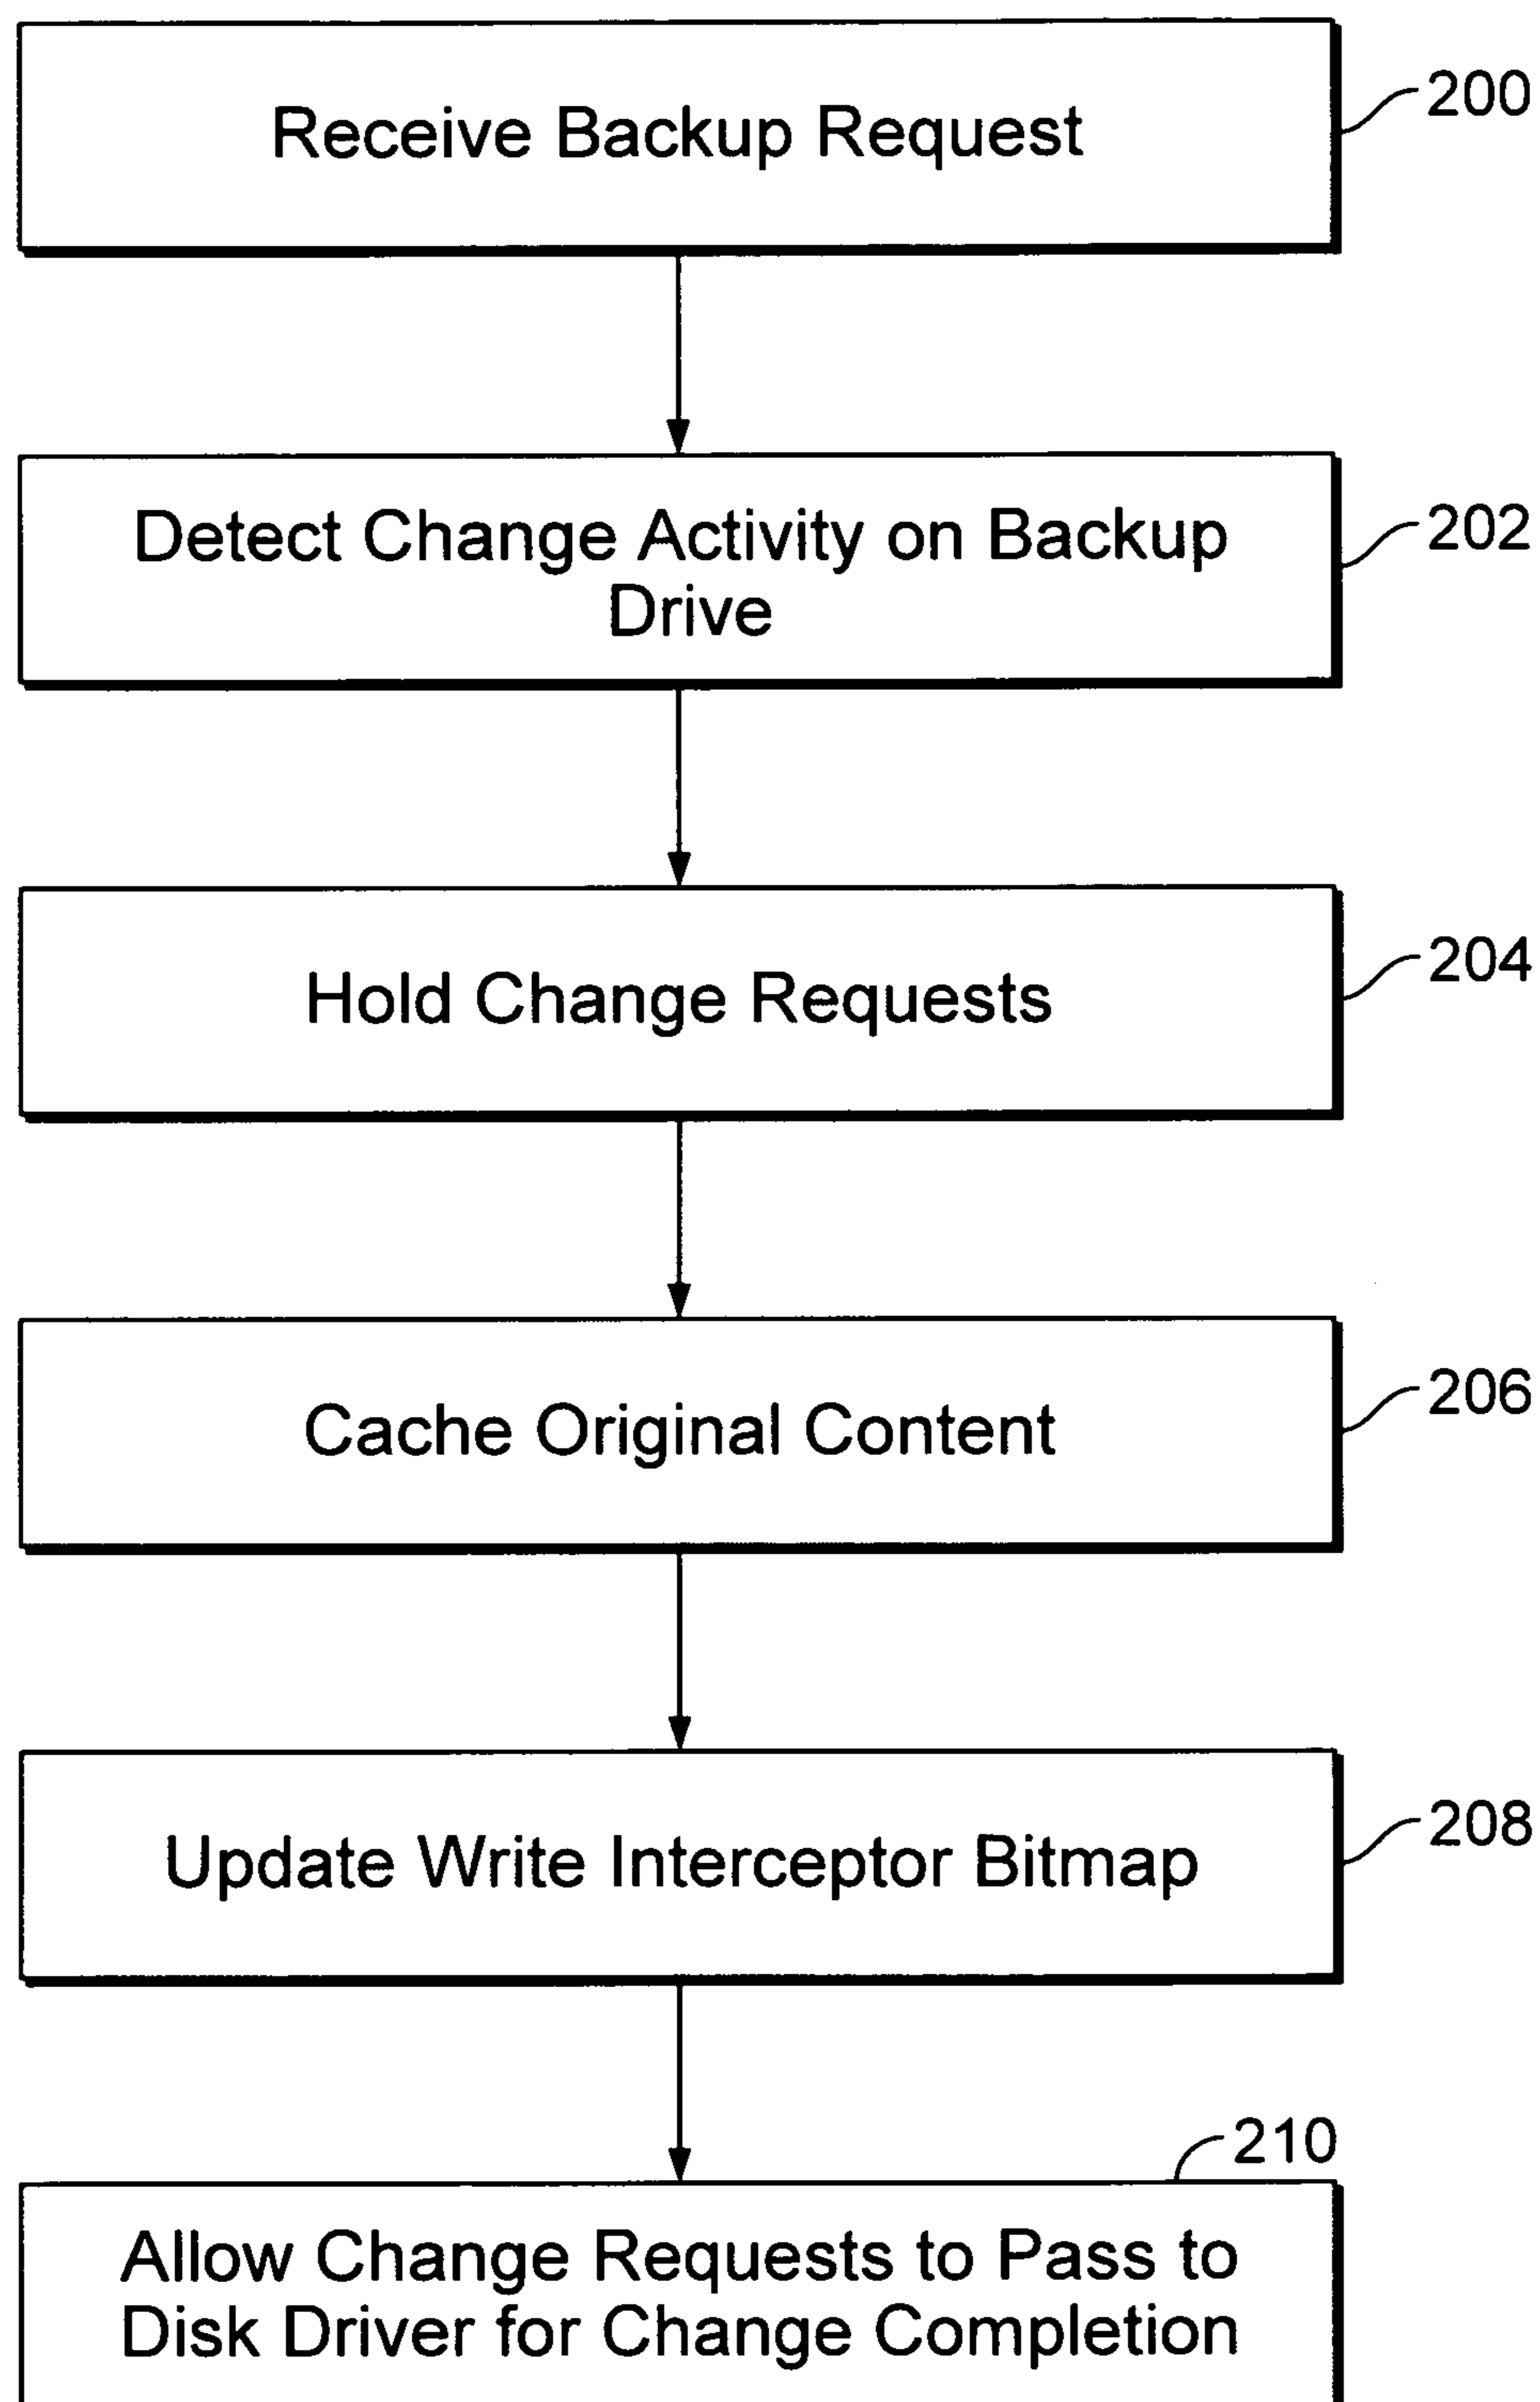 Receive Backup Request
200
Detect Change Activity on Backup
Drive
202
Hold Change Requests
204
Cache Original Content
206
Update Write Interceptor Bitmap
208
210
Allow Change Requests to Pass to
Disk Driver for Change Completion